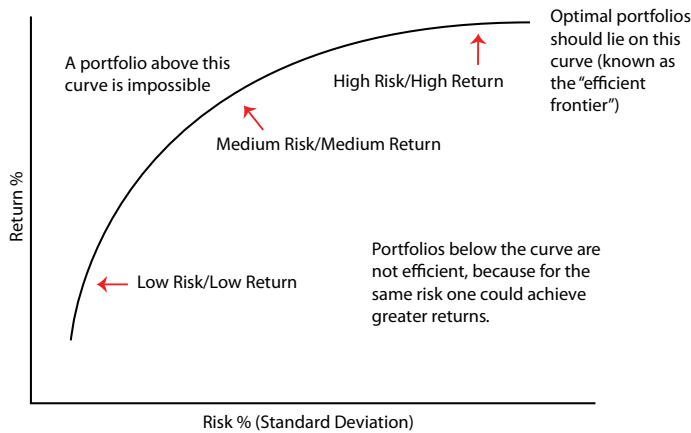 Optimal portfolios
should lie on this
curve (known as
the “efficient
frontier”)
A portfolio above this
curve is impossible
High Risk/High Return
Medium Risk/Medium Return
Return %
Portfolios below the curve are
not efficient, because for the
same risk one could achieve
greater returns.
Low Risk/Low Return
Risk % (Standard Deviation)